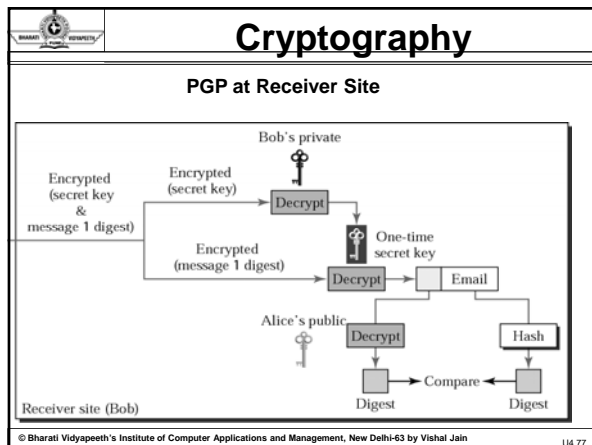 BHARATI VIDYAPEETH
PUNE
Cryptography
PGP at Receiver Site
Bob's private
Encrypted
(secret key
&
message 1 digest)
Encrypted
(secret key)
Decrypt
One-time
secret key
Encrypted
(message 1 digest)
Decrypt
Email
Alice's public
Decrypt
Hash
Compare
Digest
Digest
Receiver site (Bob)
© Bharati Vidyapeeth's Institute of Computer Applications and Management, New Delhi-63 by Vishal Jain
U4.77